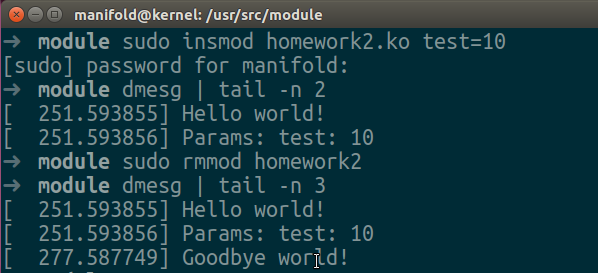 manifold@kernel: /usr/src/module
➜  module sudo insmod homework2.ko test=10
[sudo] password for manifold:
➜  module dmesg | tail -n 2
[  251.593855] Hello world!
[  251.593856] Params: test: 10
➜  module sudo rmmod homework2
➜  module dmesg | tail -n 3
[  251.593855] Hello world!
[  251.593856] Params: test: 10
[  277.587749] Goodbye world!